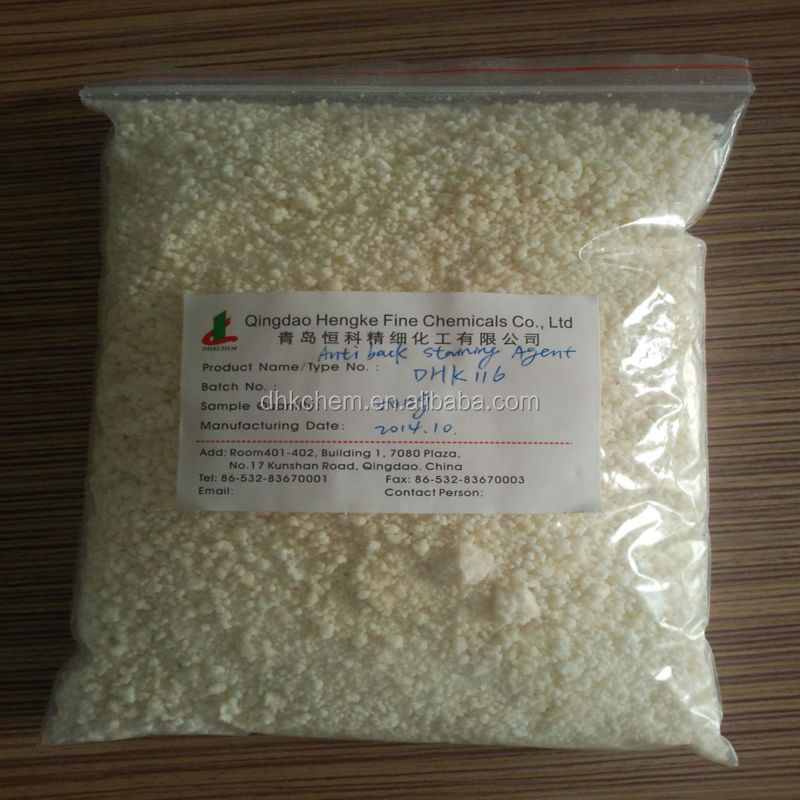 DHKCHEM
Qingdao Hengke Fine Chemicals Co., Ltd
青岛恒科精细化工有限公司
Anti back staining Agent
Product Name/Type No. : DHK116
Batch No. :
dhkchem.en.alibaba.com
Sample Quantity:
Manufacturing Date: 2014.10.
Add: Room401-402, Building 1, 7080 Plaza,
No.17 Kunshan Road, Qingdao, China
Tel: 86-532-83670001 Fax: 86-532-83670003
Email: Contact Person: